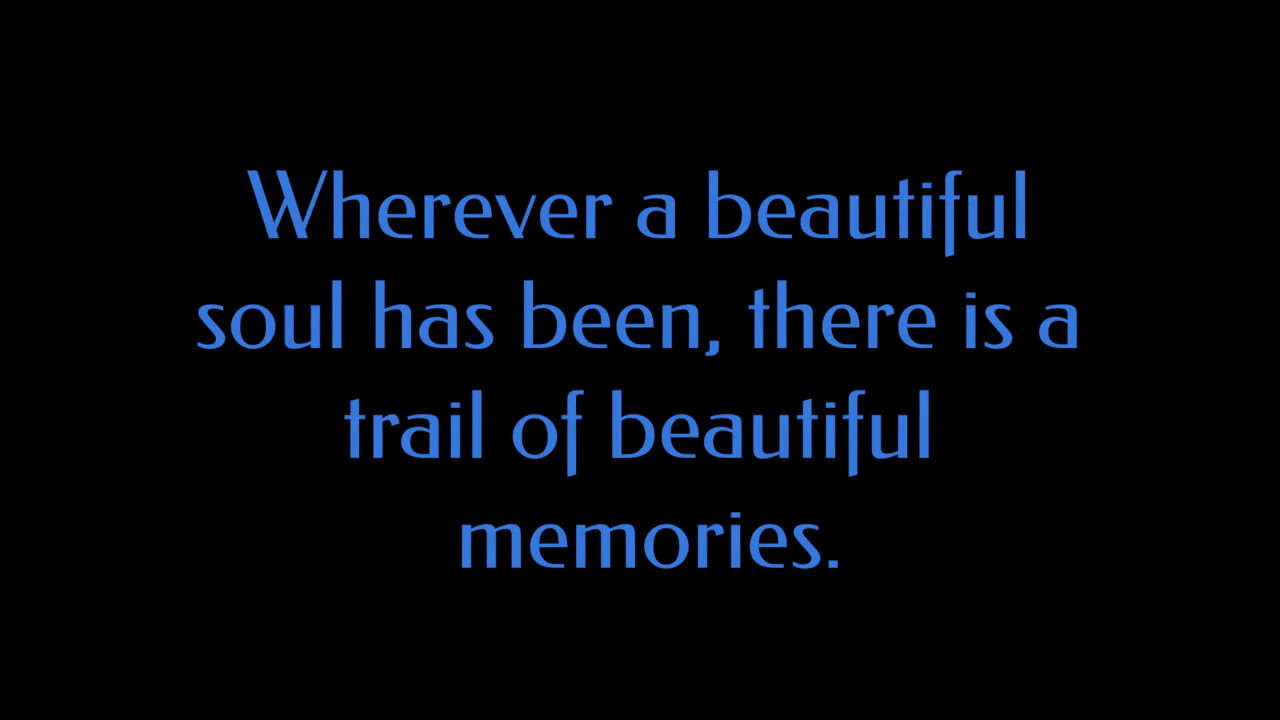 Wherever a beautiful
soul has been, there is a
trail of beautiful
memories.